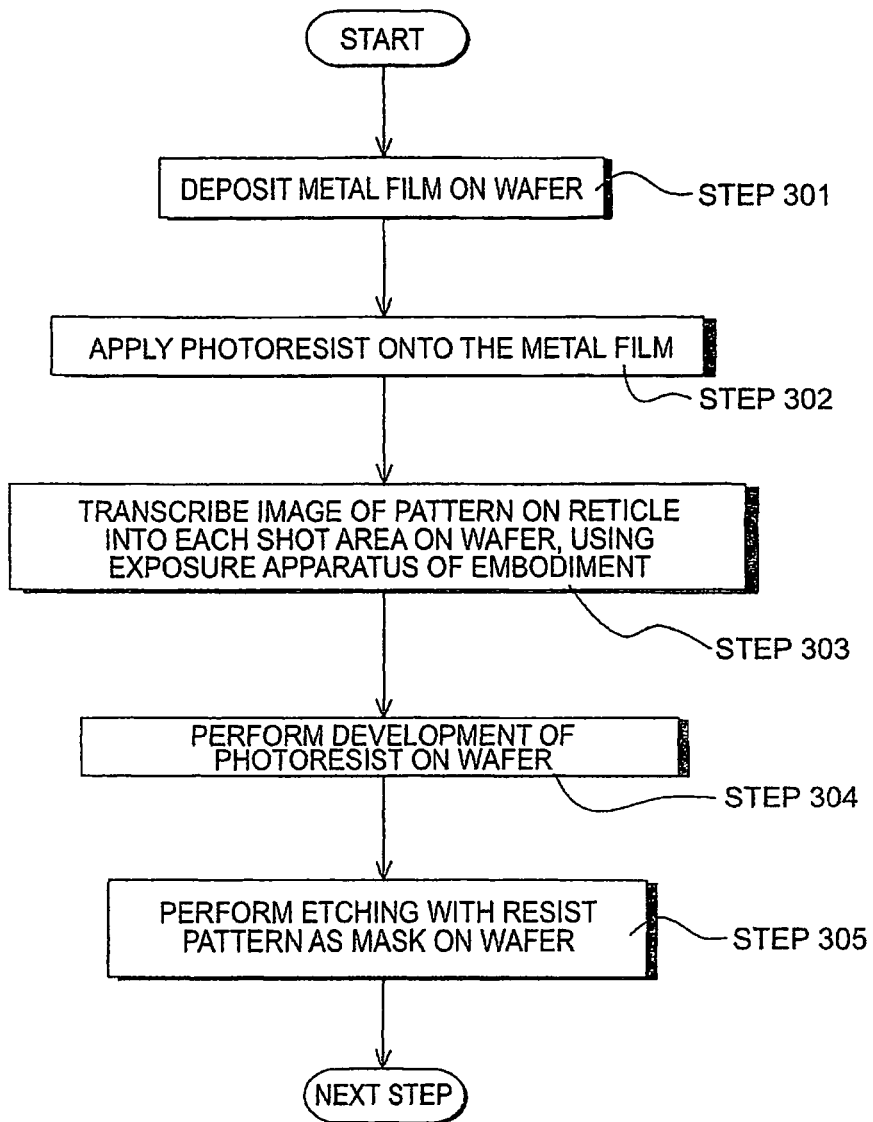 START
DEPOSIT METAL FILM ON WAFER
STEP 301
APPLY PHOTORESIST ONTO THE METAL FILM
STEP 302
TRANSCRIBE IMAGE OF PATTERN ON RETICLE
INTO EACH SHOT AREA ON WAFER, USING
EXPOSURE APPARATUS OF EMBODIMENT
STEP 303
PERFORM DEVELOPMENT OF
PHOTORESIST ON WAFER
STEP 304
PERFORM ETCHING WITH RESIST
PATTERN AS MASK ON WAFER
STEP 305
NEXT STEP